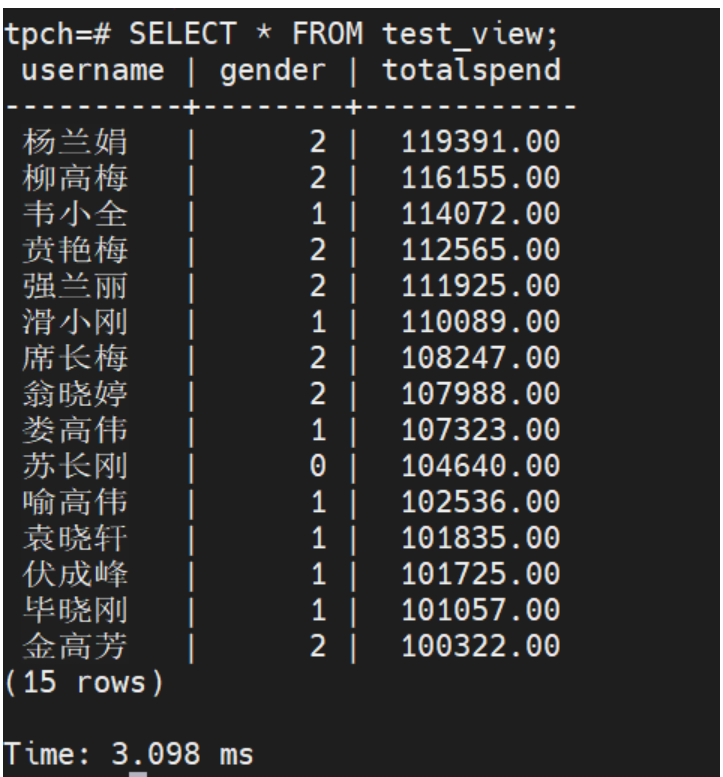 tpch=# SELECT * FROM test_view;
 username | gender | totalspend
----------+--------+------------
 杨兰娟   |      2 |  119391.00
 柳高梅   |      2 |  116155.00
 韦小全   |      1 |  114072.00
 贲艳梅   |      2 |  112565.00
 强兰丽   |      2 |  111925.00
 滑小刚   |      1 |  110089.00
 席长梅   |      2 |  108247.00
 翁晓婷   |      2 |  107988.00
 娄高伟   |      1 |  107323.00
 苏长刚   |      0 |  104640.00
 喻高伟   |      1 |  102536.00
 袁晓轩   |      1 |  101835.00
 伏成峰   |      1 |  101725.00
 毕晓刚   |      1 |  101057.00
 金高芳   |      2 |  100322.00
(15 rows)

Time: 3.098 ms